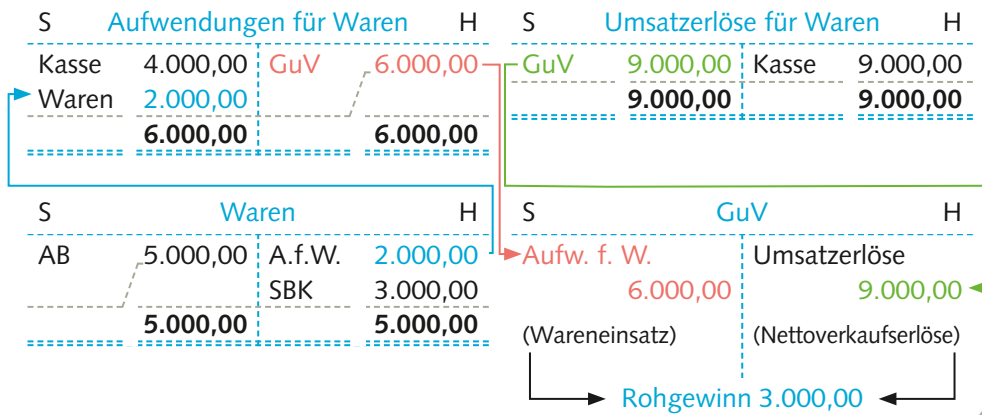 S Aufwendungen für Waren H
Kasse 4.000,00 GuV 6.000,00
Waren 2.000,00
6.000,00 6.000,00
S Umsatzerlöse für Waren H
GuV 9.000,00 Kasse 9.000,00
9.000,00 9.000,00
S Waren H
AB 5.000,00 A.f.W. 2.000,00
SBK 3.000,00
5.000,00 5.000,00
S GuV H
Aufw. f. W. Umsatzerlöse
6.000,00 9.000,00
(Wareneinsatz) (Nettoverkaufserlöse)
Rohgewinn 3.000,00